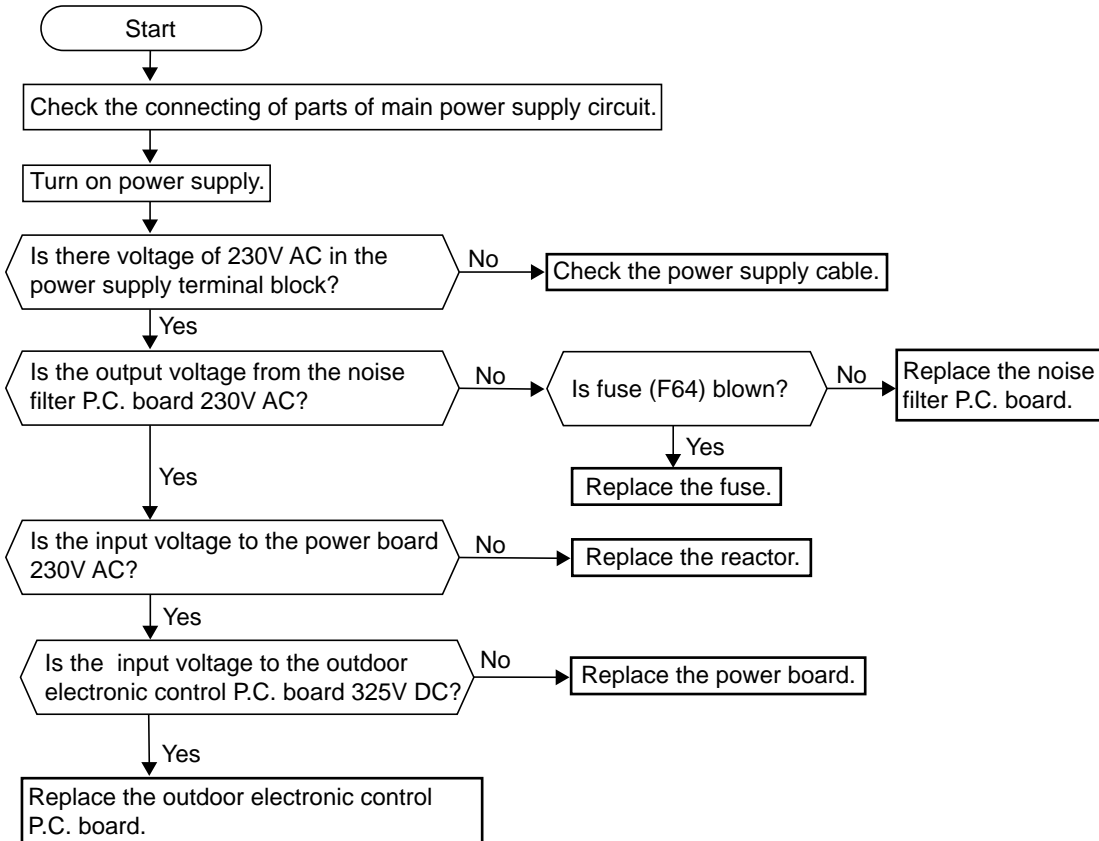 Start
Check the connecting of parts of main power supply circuit.
Turn on power supply.
Is there voltage of 230V AC in the
power supply terminal block?
No
Check the power supply cable.
Yes
Is the output voltage from the noise
filter P.C. board 230V AC?
No
Is fuse (F64) blown?
No
Replace the noise
filter P.C. board.
Yes
Replace the fuse.
Yes
Is the input voltage to the power board
230V AC?
No
Replace the reactor.
Yes
Is the input voltage to the outdoor
electronic control P.C. board 325V DC?
No
Replace the power board.
Yes
Replace the outdoor electronic control
P.C. board.